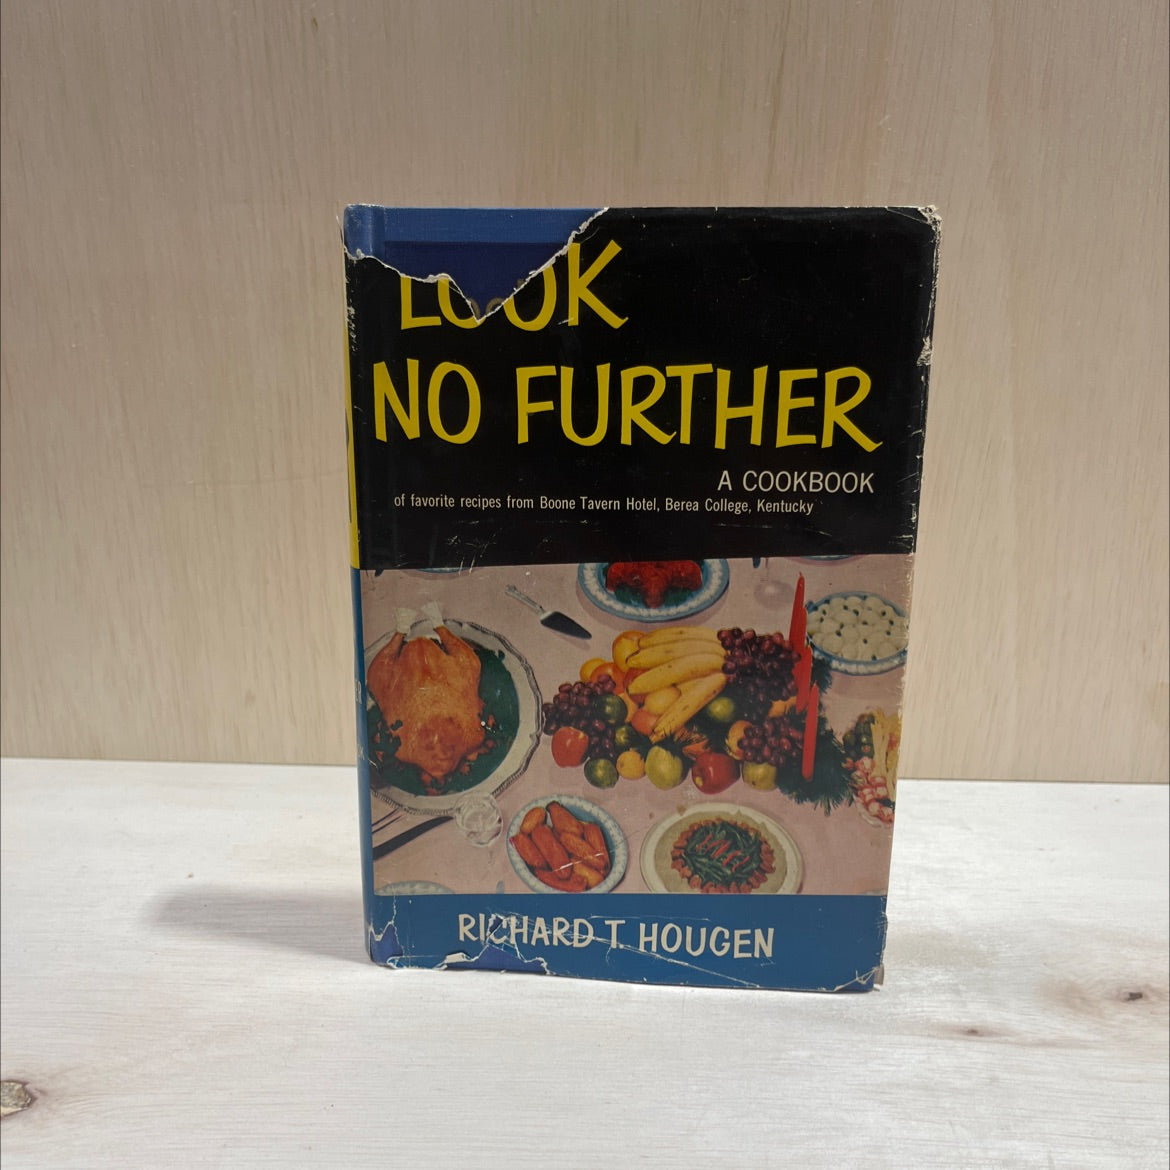 LOOK
NO FURTHER
A COOKBOOK
of favorite recipes from Boone Tavern Hotel, Berea College, Kentucky
RICHARD T. HOUGEN